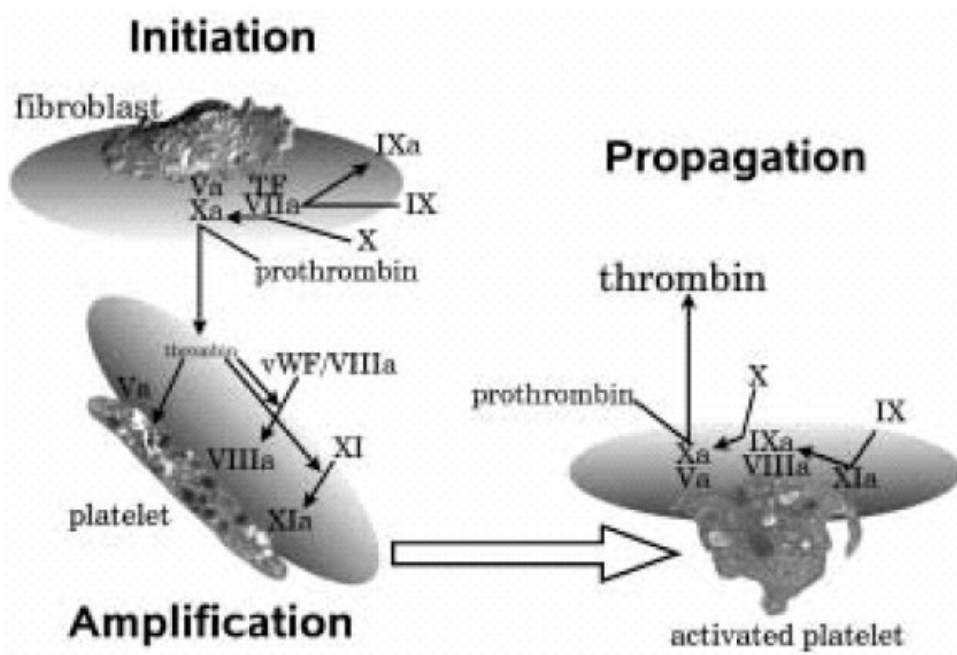 Initiation
fibroblast
IXa
Va TF
Xa VIIa IX
X
prothrombin
thrombin
vWF/VIIIa
Va
VIIIa
XI
XIa
platelet
Amplification
Propagation
thrombin
X
prothrombin
IX
Xa IXa
Va VIIIa XIa
activated platelet